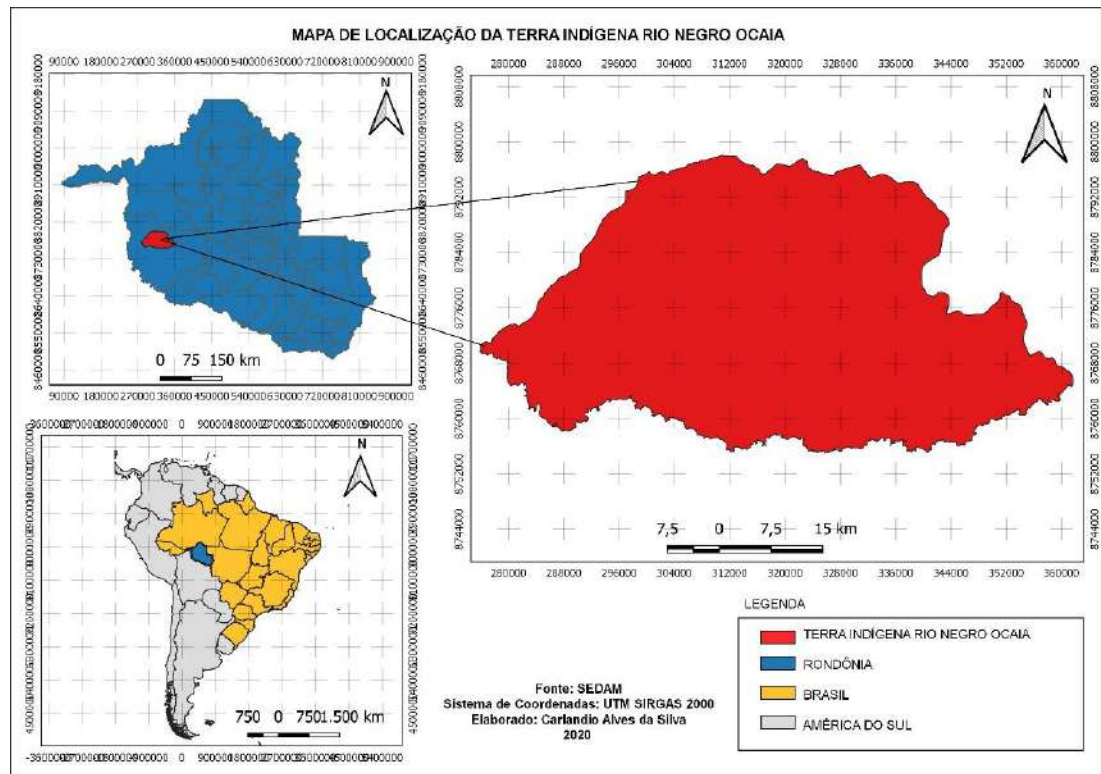 MAPA DE LOCALIZAÇÃO DA TERRA INDÍGENA RIO NEGRO OCAIA
90000 180000 270000 360000 450000 540000 630000 720000 810000 900000
N
0 75 150 km
90000 180000 270000 360000 450000 540000 630000 720000 810000 900000
280000 288000 296000 304000 312000 320000 328000 336000 344000 352000 360000
8808000
8800000
8792000
8784000
8776000
8768000
8760000
8752000
8744000
N
7,5 0 7,5 15 km
280000 288000 296000 304000 312000 320000 328000 336000 344000 352000 360000
N
750 0 750 1.500 km
LEGENDA
TERRA INDÍGENA RIO NEGRO OCAIA
RONDÔNIA
BRASIL
AMÉRICA DO SUL
Fonte: SEDAM
Sistema de Coordenadas: UTM SIRGAS 2000
Elaborado: Carlandio Alves da Silva
2020